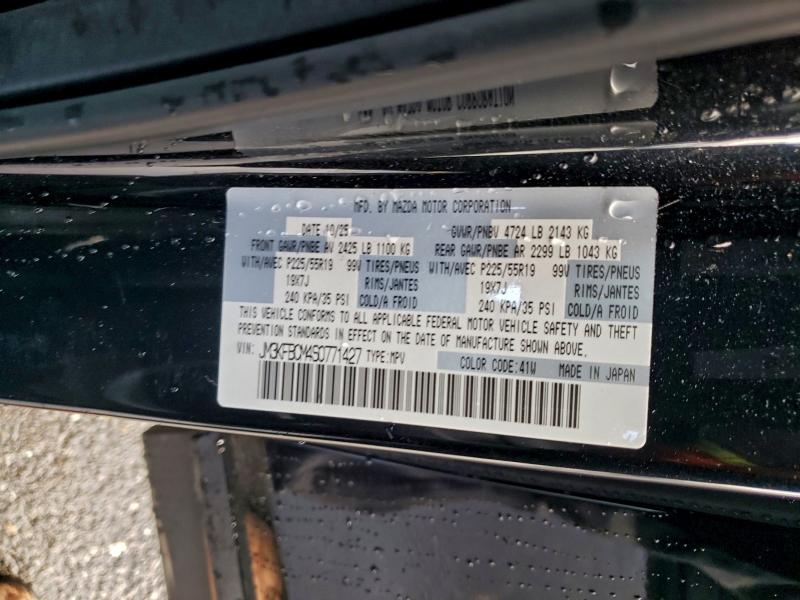 MFD. BY MAZDA MOTOR CORPORATION
DATE 10/25 GVWR/PNBV 4724 LB 2143 KG
FRONT GAWR/PNBE AV 2425 LB 1100 KG REAR GAWR/PNBE AR 2299 LB 1043 KG
WITH/AVEC P225/55R19 99V TIRES/PNEUS WITH/AVEC P225/55R19 99V TIRES/PNEUS
19X7J RIMS/JANTES 19X7J RIMS/JANTES
240 KPA/35 PSI COLD/A FROID 240 KPA/35 PSI COLD/A FROID
THIS VEHICLE CONFORMS TO ALL APPLICABLE FEDERAL MOTOR VEHICLE SAFETY AND THEFT
PREVENTION STANDARDS IN EFFECT ON THE DATE OF MANUFACTURE SHOWN ABOVE.
VIN: JM3KFBCM4S0771427 TYPE:MPV COLOR CODE:41W MADE IN JAPAN